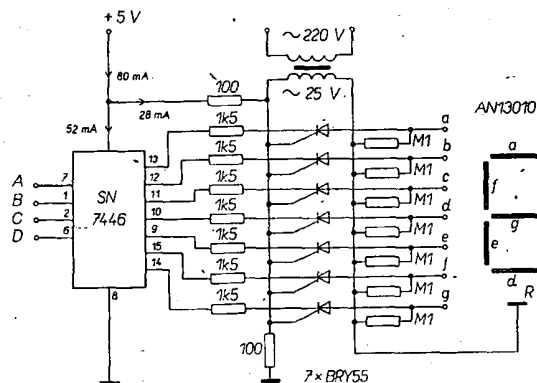 +5 V
~220 V
80 mA
100
~25 V
28 mA
AN13010
52 mA
1k5
a
M1
13
1k5
b
M1
a
12
1k5
c
M1
A 7
SN
11
1k5
d
M1
f
B 1
7446
10
1k5
e
M1
g
C 2
9
1k5
f
M1
e
D 6
15
1k5
g
M1
d
14
R
8
100
7×BRY55